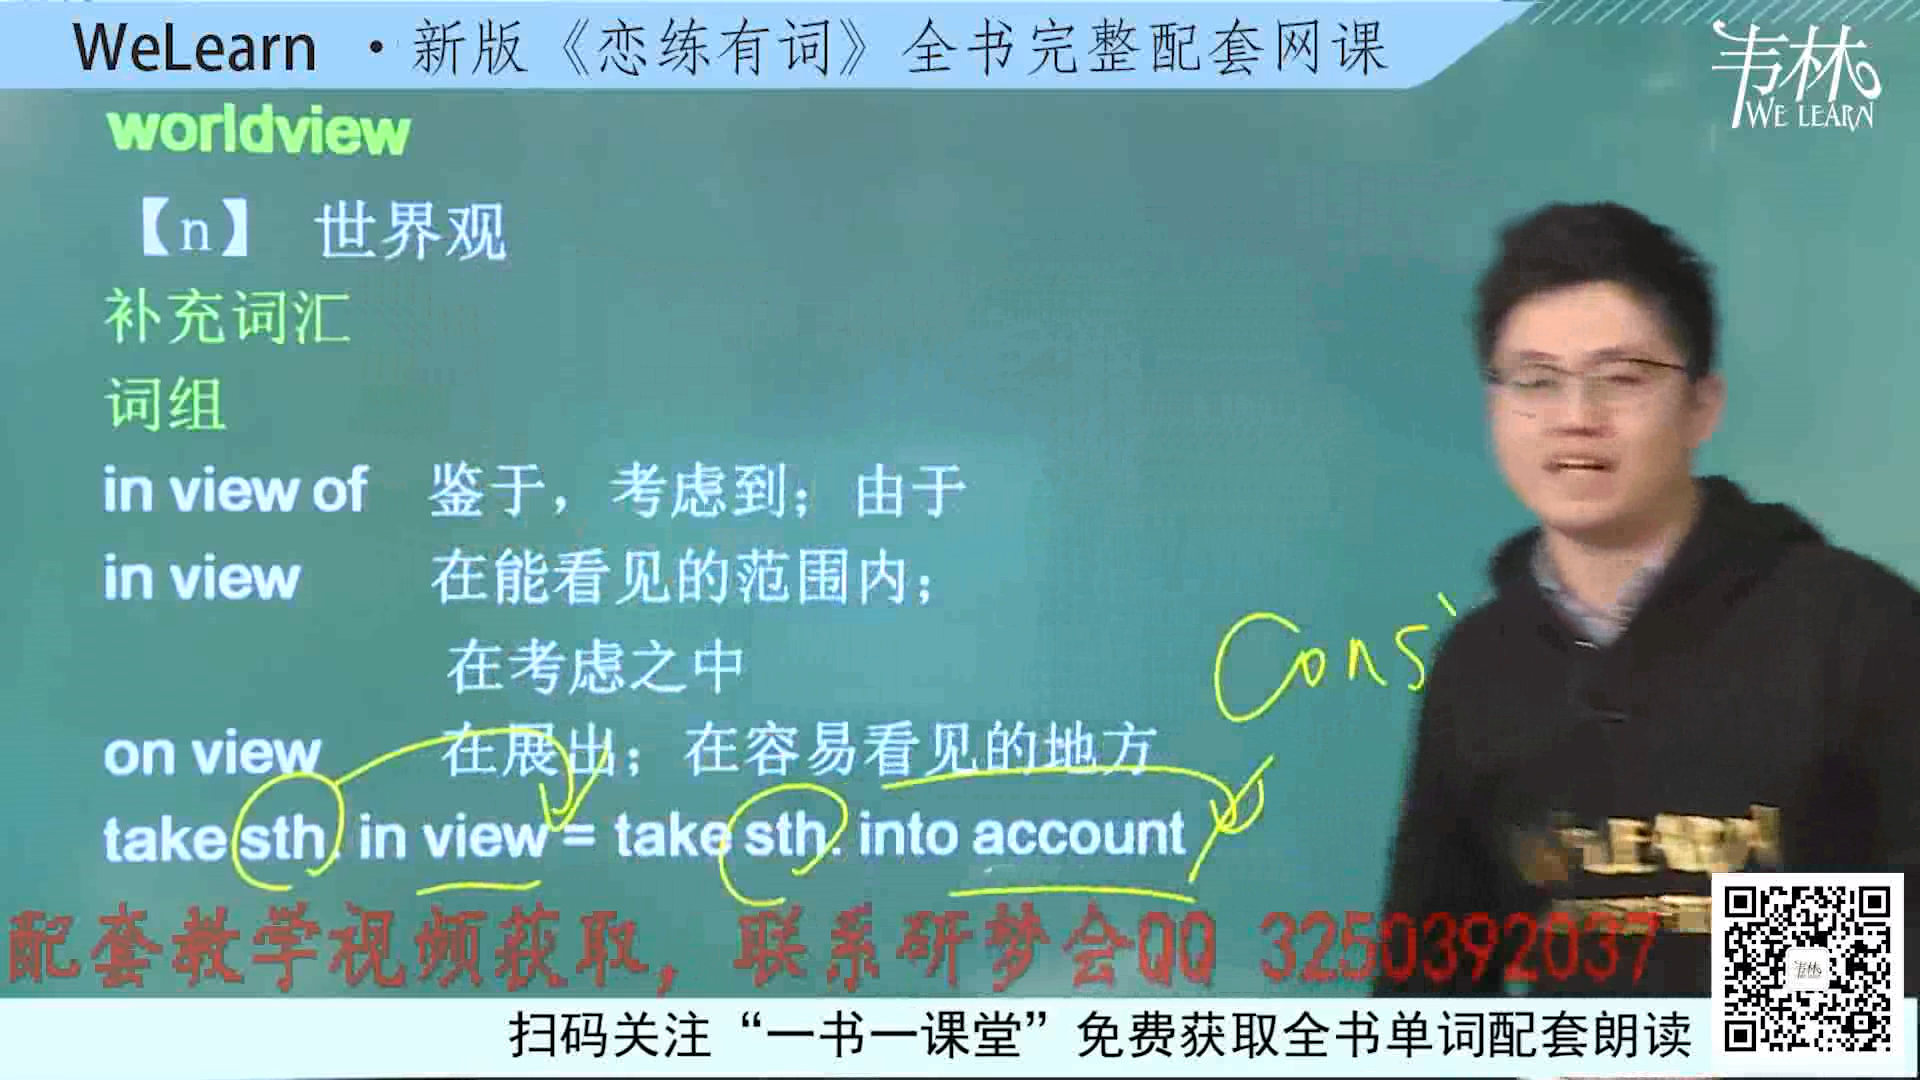 WeLearn ·新版《恋练有词》全书完整配套网课
韦林
WE LEARN
worldview
【n】 世界观
补充词汇
词组
in view of 鉴于，考虑到；由于
in view 在能看见的范围内；
在考虑之中
on view 在展出；在容易看见的地方
Consi
take sth. in view = take sth. into account
配套教学视频获取，联系研梦会QQ 3250392037
扫码关注“一书一课堂”免费获取全书单词配套朗读
韦林